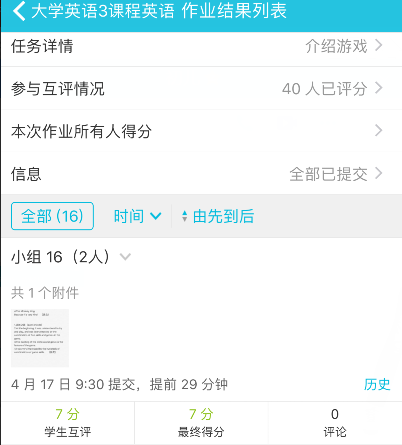 大学英语3课程英语 作业结果列表
任务详情 介绍游戏
参与互评情况 40 人已评分
本次作业所有人得分
信息 全部已提交
全部 (16) 时间 由先到后
小组 16（2人）
共 1 个附件
4 月 17 日 9:30 提交，提前 29 分钟 历史
7 分 7 分 0
学生互评 最终得分 评论